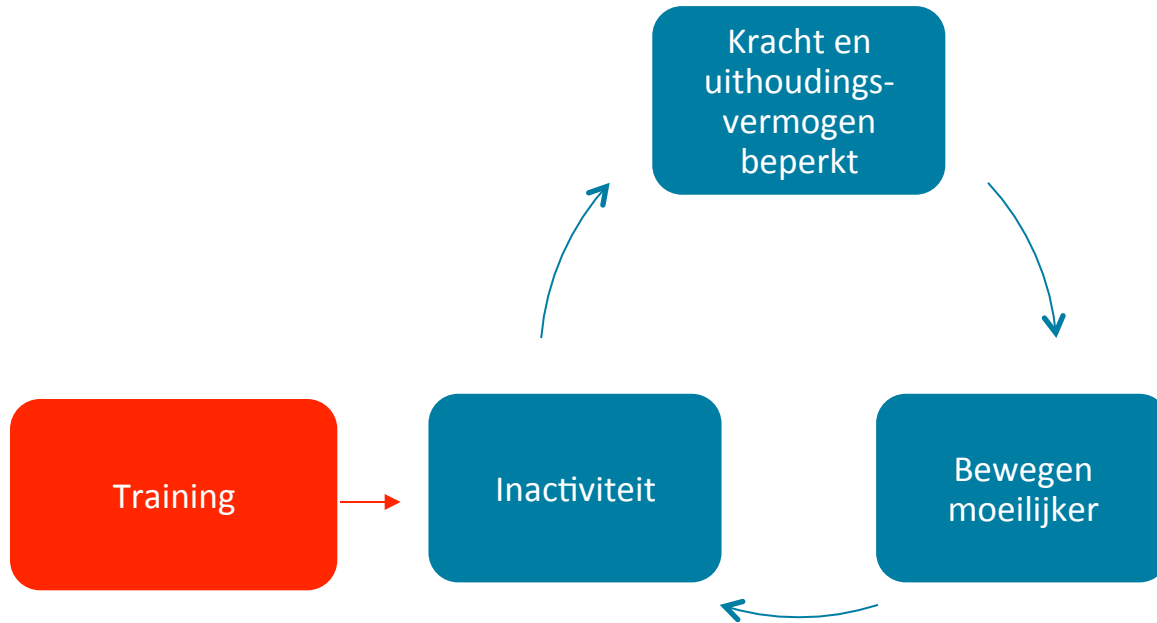 Kracht en
uithoudings-
vermogen
beperkt
Training
Inactiviteit
Bewegen
moeilijker